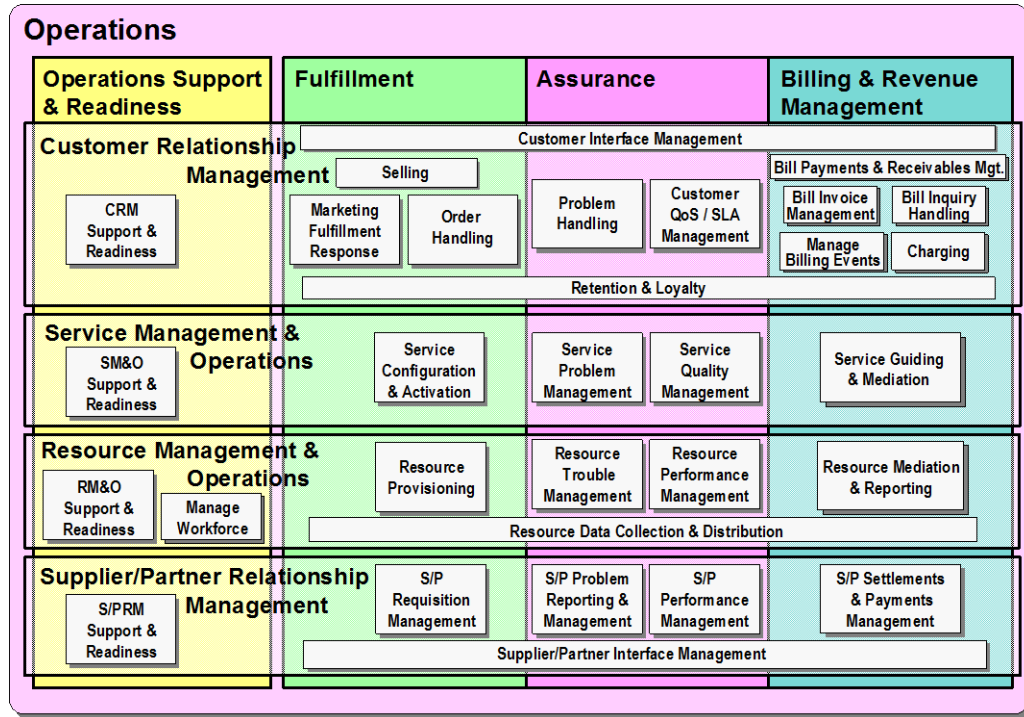 Operations
Operations Support
& Readiness
Fulfillment
Assurance
Billing & Revenue
Management
Customer Relationship
Management
Customer Interface Management
Selling
Bill Payments & Receivables Mgt.
CRM
Support &
Readiness
Marketing
Fulfillment
Response
Order
Handling
Problem
Handling
Customer
QoS / SLA
Management
Bill Invoice
Management
Bill Inquiry
Handling
Manage
Billing Events
Charging
Retention & Loyalty
Service Management &
Operations
SM&O
Support &
Readiness
Service
Configuration
& Activation
Service
Problem
Management
Service
Quality
Management
Service Guiding
& Mediation
Resource Management &
Operations
RM&O
Support &
Readiness
Manage
Workforce
Resource
Provisioning
Resource
Trouble
Management
Resource
Performance
Management
Resource Mediation
& Reporting
Resource Data Collection & Distribution
Supplier/Partner Relationship
Management
S/PRM
Support &
Readiness
S/P
Requisition
Management
S/P Problem
Reporting &
Management
S/P
Performance
Management
S/P Settlements
& Payments
Management
Supplier/Partner Interface Management